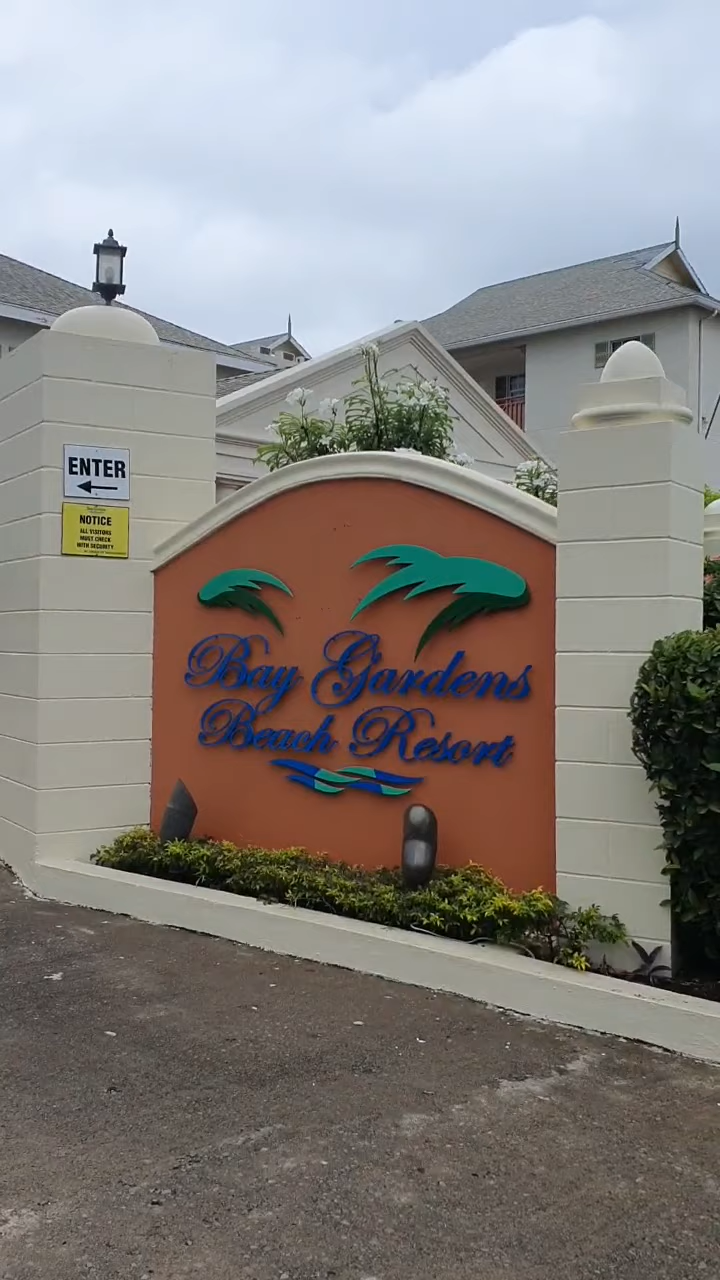 ENTER
NOTICE
ALL VISITORS
MUST CHECK
WITH SECURITY
Bay Gardens
Beach Resort